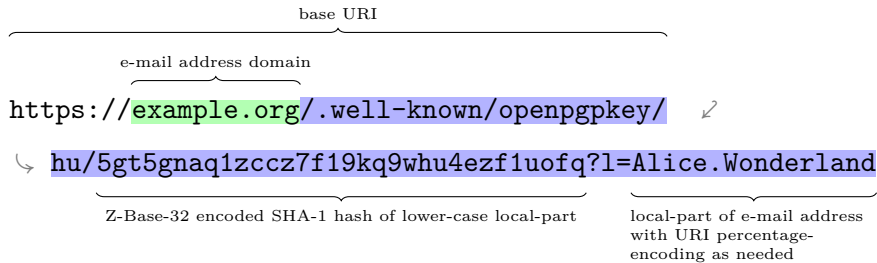 base URI
e-mail address domain
https://example.org/.well-known/openpgpkey/
hu/5gt5gnaq1zccz7f19kq9whu4ezf1uofq?l=Alice.Wonderland
Z-Base-32 encoded SHA-1 hash of lower-case local-part
local-part of e-mail address
with URI percentage-
encoding as needed